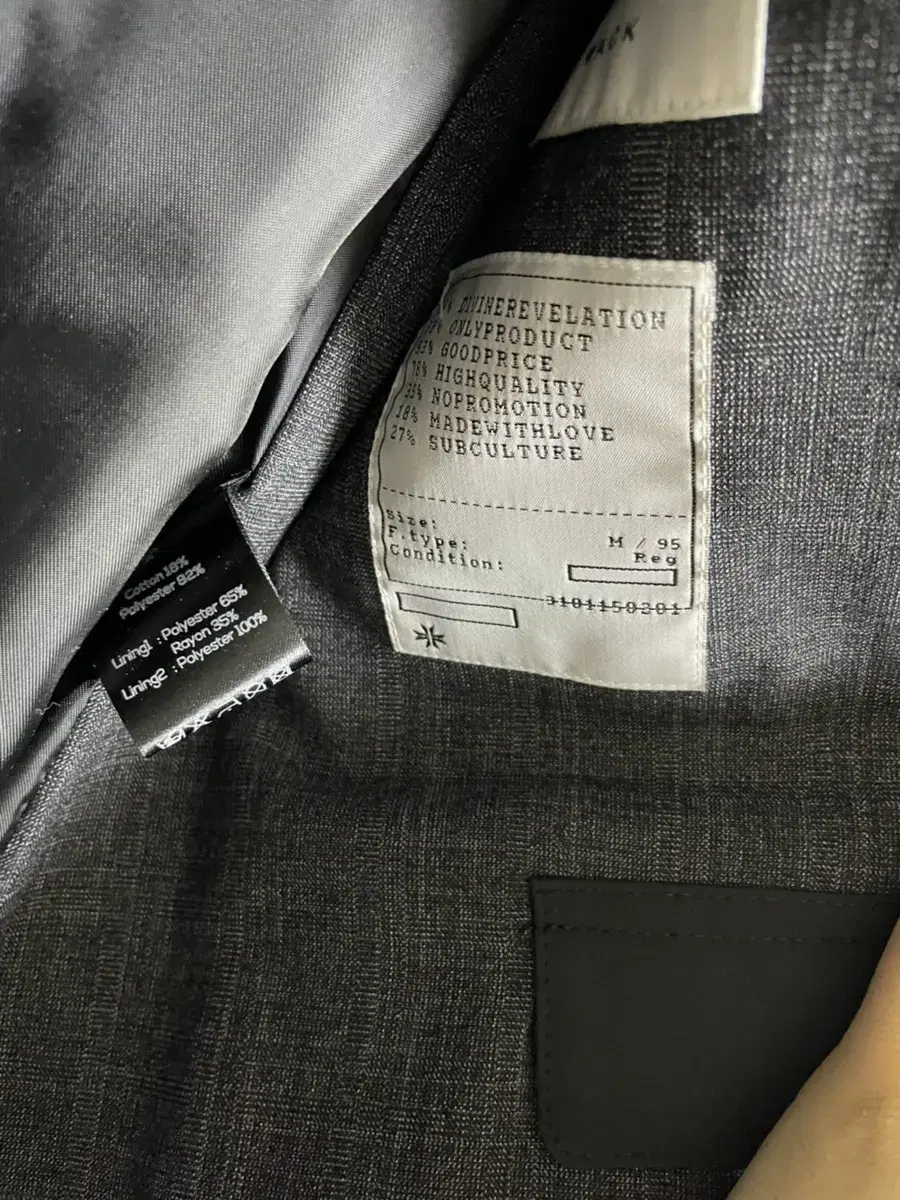 % DIVINEREVELATION
% ONLYPRODUCT
% GOODPRICE
78% HIGHQUALITY
% NOPROMOTION
18% MADEWITHLOVE
27% SUBCULTURE
Size:
M / 95
F.type:
Reg
Condition:
3101150201
Cotton 18%
Polyester 82%
Lining1 : Polyester 65%
Rayon 35%
Lining2 : Polyester 100%